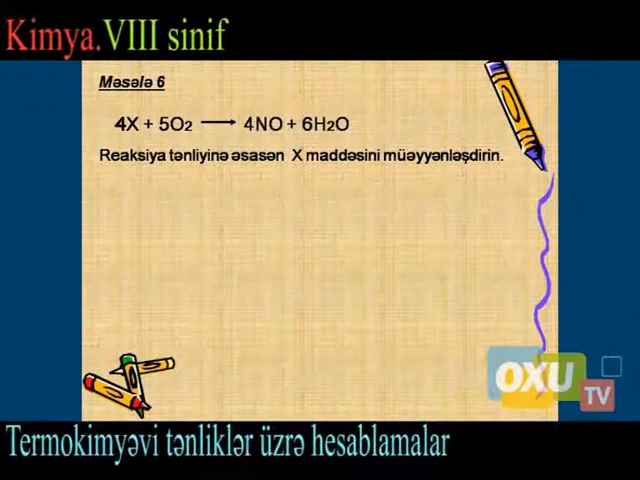 Kimya.VIII sinif
Məsələ 6
4X + 5O₂ ⟶ 4NO + 6H₂O
Reaksiya tənliyinə əsasən X maddəsini müəyyənləşdirin.
OXU
TV
Termokimyəvi tənliklər üzrə hesablamalar